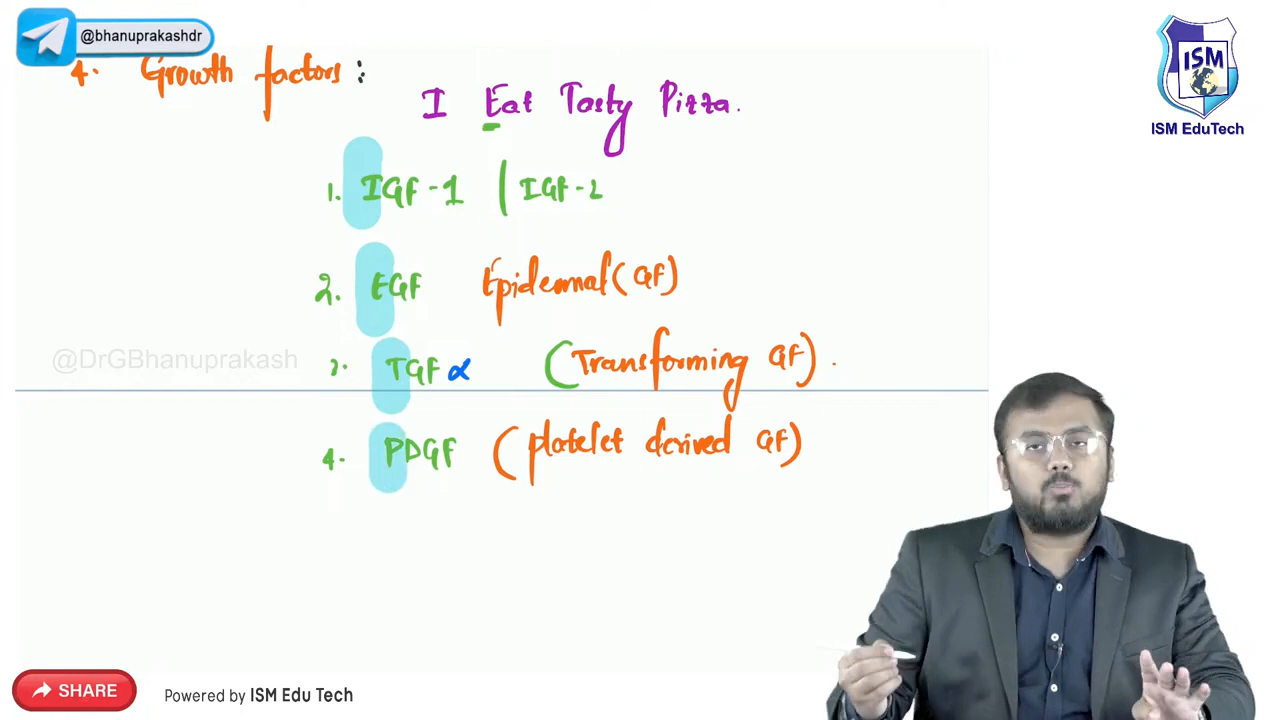 @bhanuprakashdr
4. Growth factors :
I Eat Tasty Pizza.
1. IGF-1 | IGF-2
2. EGF Epidermal (GF)
3. TGF α (Transforming GF).
@DrGBhanuprakash
4. PDGF (platelet derived GF)
ISM
ISM EduTech
SHARE
Powered by ISM Edu Tech